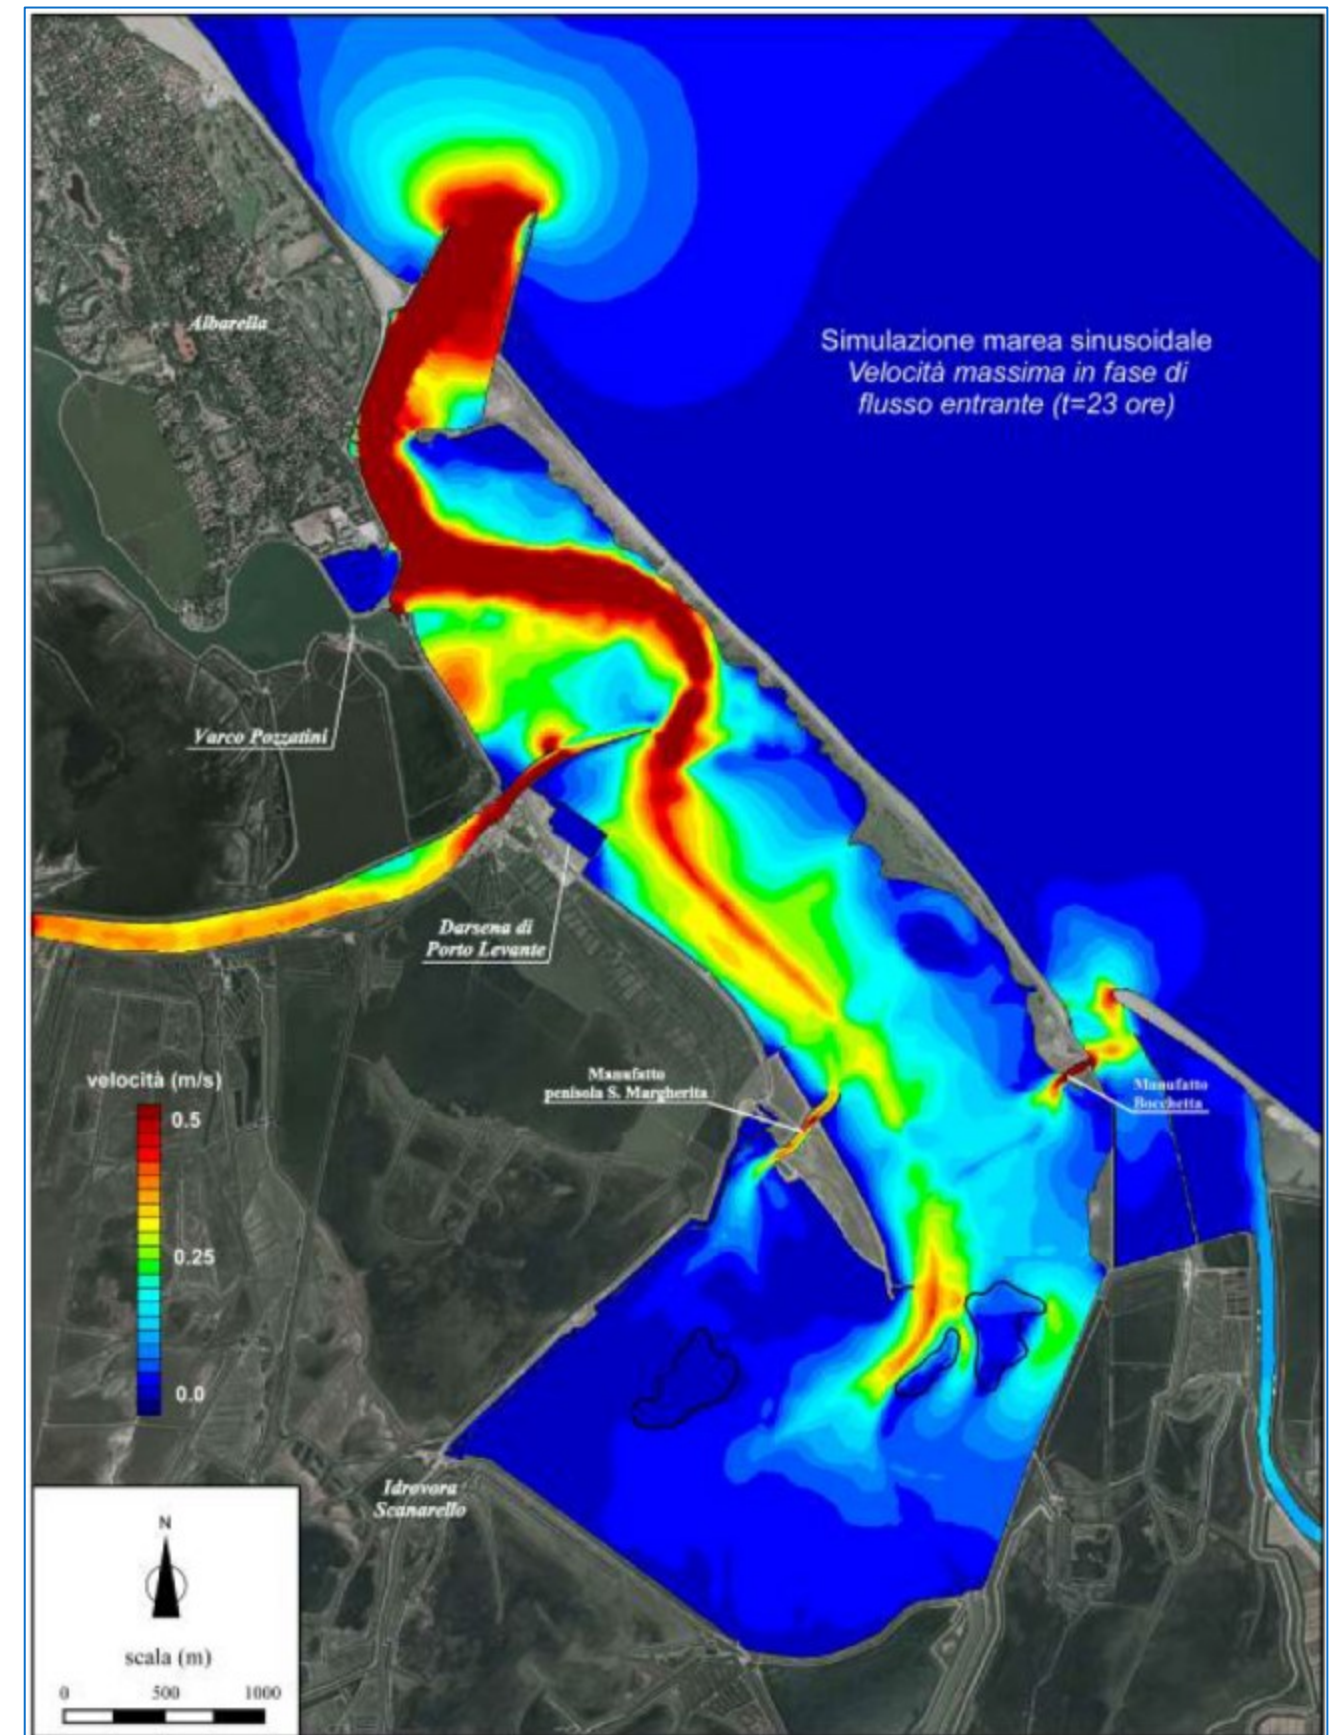 Albarella
Simulazione marea sinusoidale
Velocità massima in fase di
flusso entrante (t=23 ore)
Varco Pozzatini
Darsena di
Porto Levante
velocità (m/s)
0.5
0.25
0.0
Manufatto
penisola S. Margherita
Manufatto
Bocchetta
Idrovora
Scanarello
N
scala (m)
0 500 1000